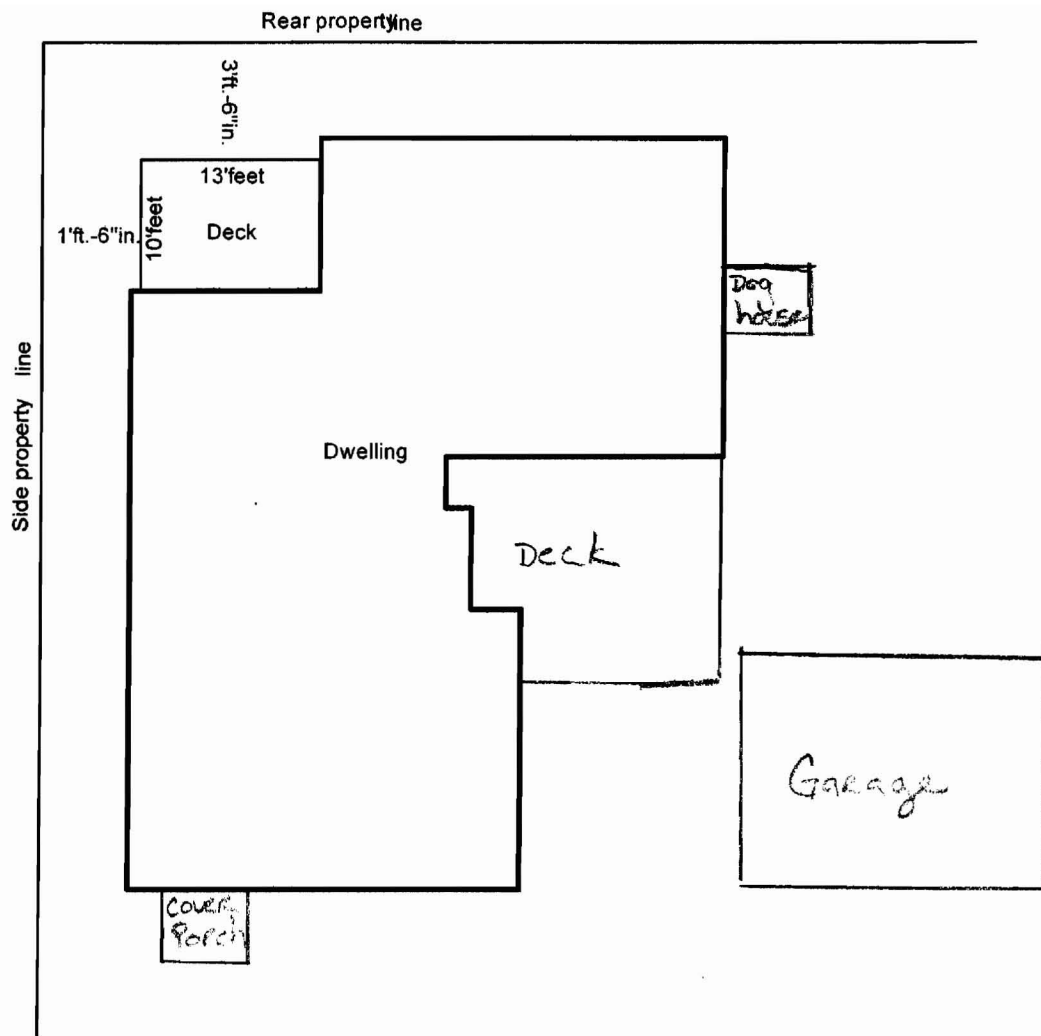 Rear property line
3'ft.-6"in.
13'feet
10'feet
1'ft.-6"in.
Deck
Dog
house
Side property line
Dwelling
Deck
Garage
Cover
Porch